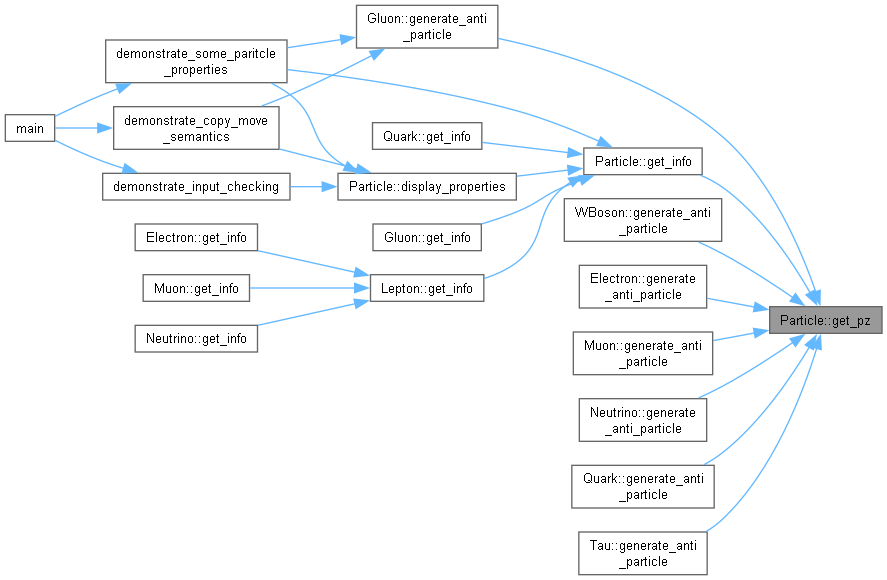 main
demonstrate_some_paritcle
_properties
demonstrate_copy_move
_semantics
demonstrate_input_checking
Electron::get_info
Muon::get_info
Neutrino::get_info
Gluon::generate_anti
_particle
Quark::get_info
Particle::display_properties
Gluon::get_info
Lepton::get_info
Particle::get_info
WBoson::generate_anti
_particle
Electron::generate
_anti_particle
Muon::generate_anti
_particle
Neutrino::generate
_anti_particle
Quark::generate_anti
_particle
Tau::generate_anti
_particle
Particle::get_pz